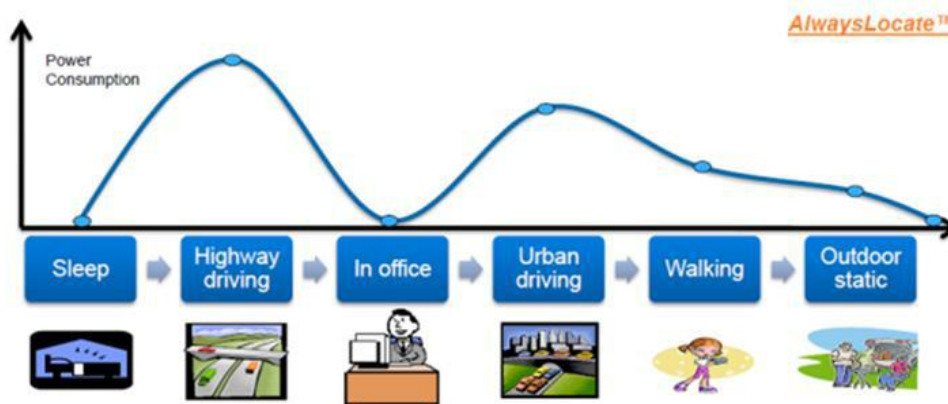 AlwaysLocate™
Power
Consumption
Sleep
Highway
driving
In office
Urban
driving
Walking
Outdoor
static